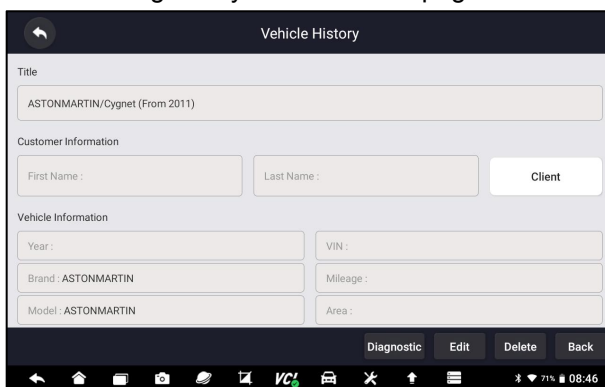 Vehicle History
Title
ASTONMARTIN/Cygnet (From 2011)
Customer Information
First Name :
Last Name :
Client
Vehicle Information
Year :
VIN :
Brand : ASTONMARTIN
Mileage :
Model : ASTONMARTIN
Area :
Diagnostic Edit Delete Back
VCI 71% 08:46